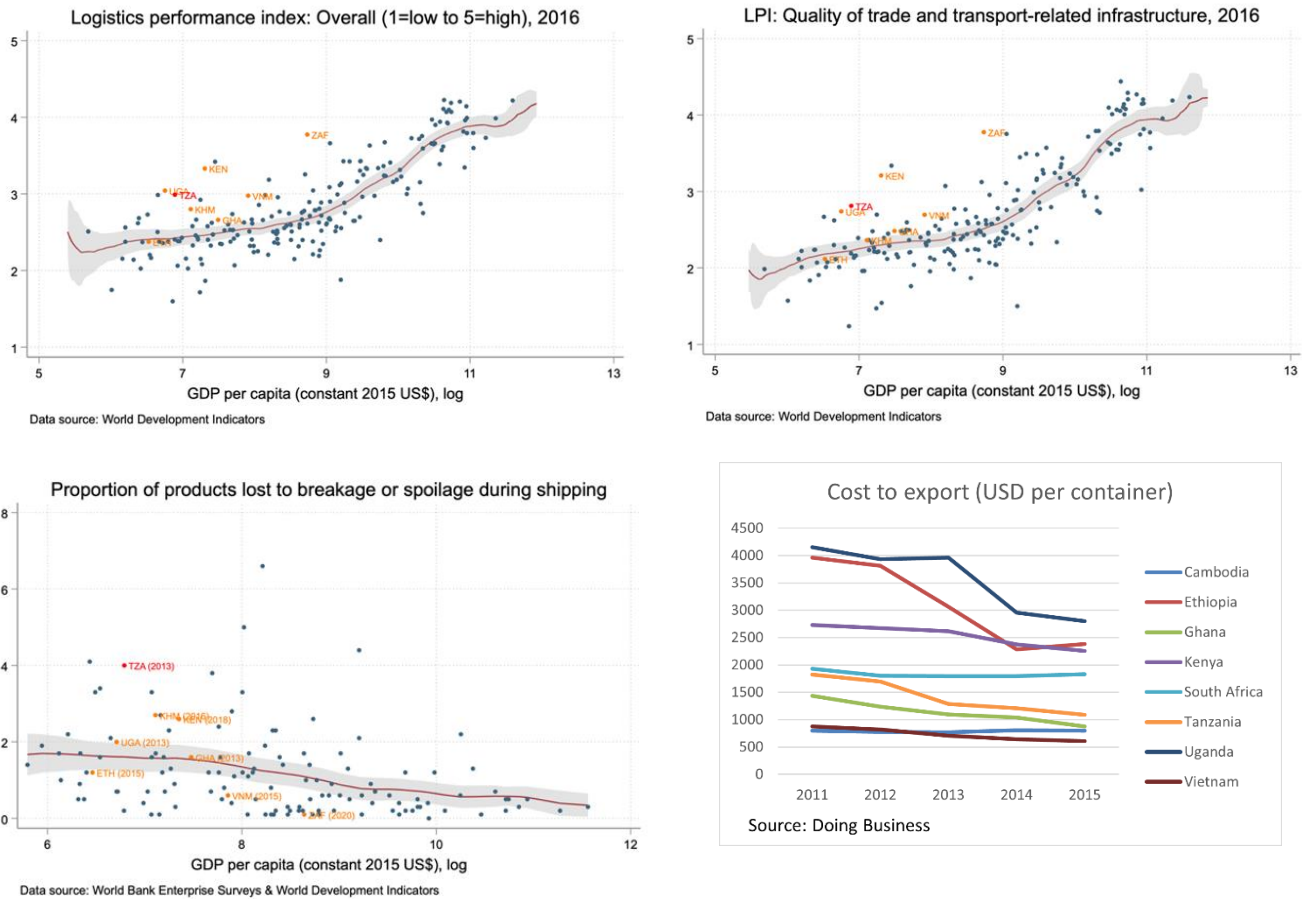 Logistics performance index: Overall (1=low to 5=high), 2016
5
4
3
2
1
ZAF
KEN
UGA
TZA
VNM
KHM
GHA
5 7 9 11 13
GDP per capita (constant 2015 US$), log
Data source: World Development Indicators
LPI: Quality of trade and transport-related infrastructure, 2016
5
4
3
2
1
ZAF
KEN
TZA
UGA
VNM
GHA
KHM
ETH
5 7 9 11 13
GDP per capita (constant 2015 US$), log
Data source: World Development Indicators
Proportion of products lost to breakage or spoilage during shipping
8
6
4
2
0
TZA (2013)
KHM (2016)
KEN (2018)
UGA (2013)
GHA (2013)
ETH (2015)
VNM (2015)
ZAF (2020)
6 8 10 12
GDP per capita (constant 2015 US$), log
Data source: World Bank Enterprise Surveys & World Development Indicators
Cost to export (USD per container)
4500
4000
3500
3000
2500
2000
1500
1000
500
0
2011 2012 2013 2014 2015
Cambodia
Ethiopia
Ghana
Kenya
South Africa
Tanzania
Uganda
Vietnam
Source: Doing Business